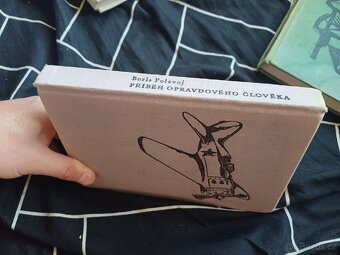 Boris Polevoj
PŘÍBĚH OPRAVDOVÉHO ČLOVĚKA